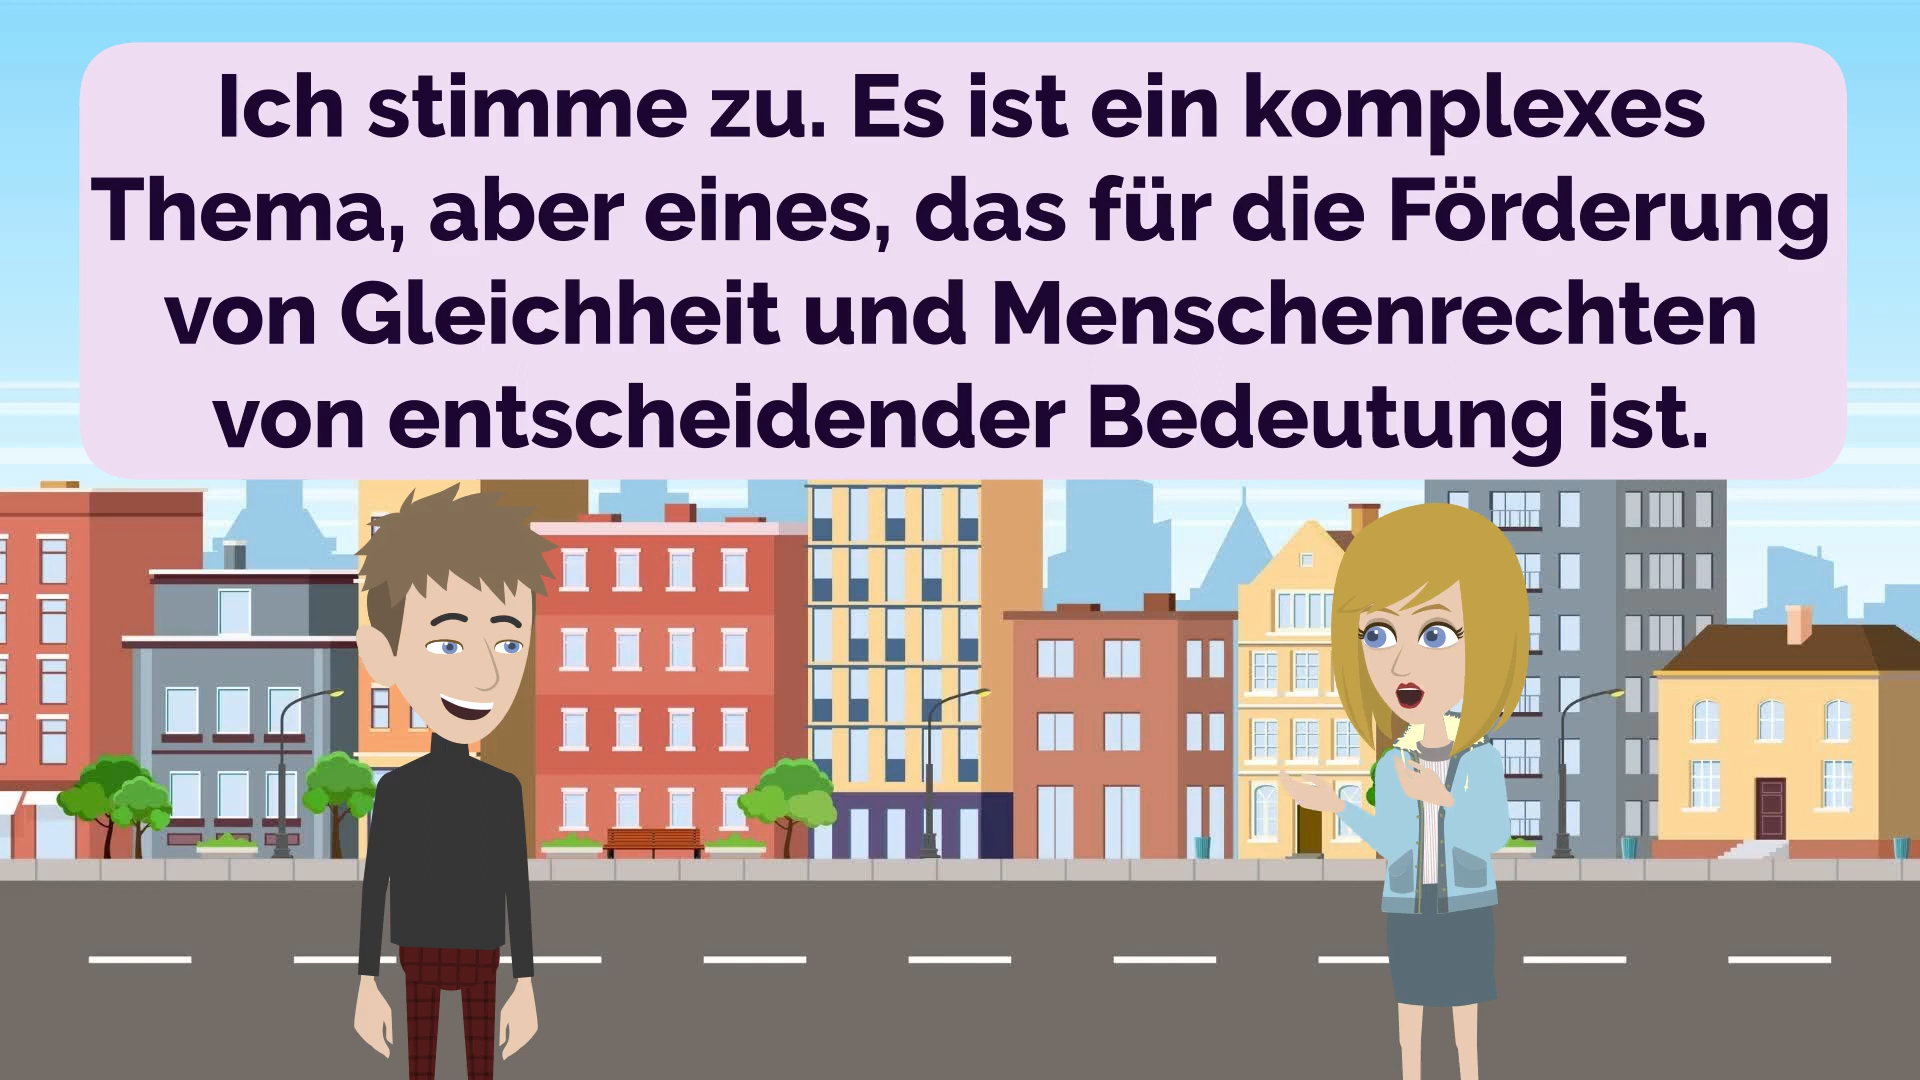 Ich stimme zu. Es ist ein komplexes
Thema, aber eines, das für die Förderung
von Gleichheit und Menschenrechten
von entscheidender Bedeutung ist.